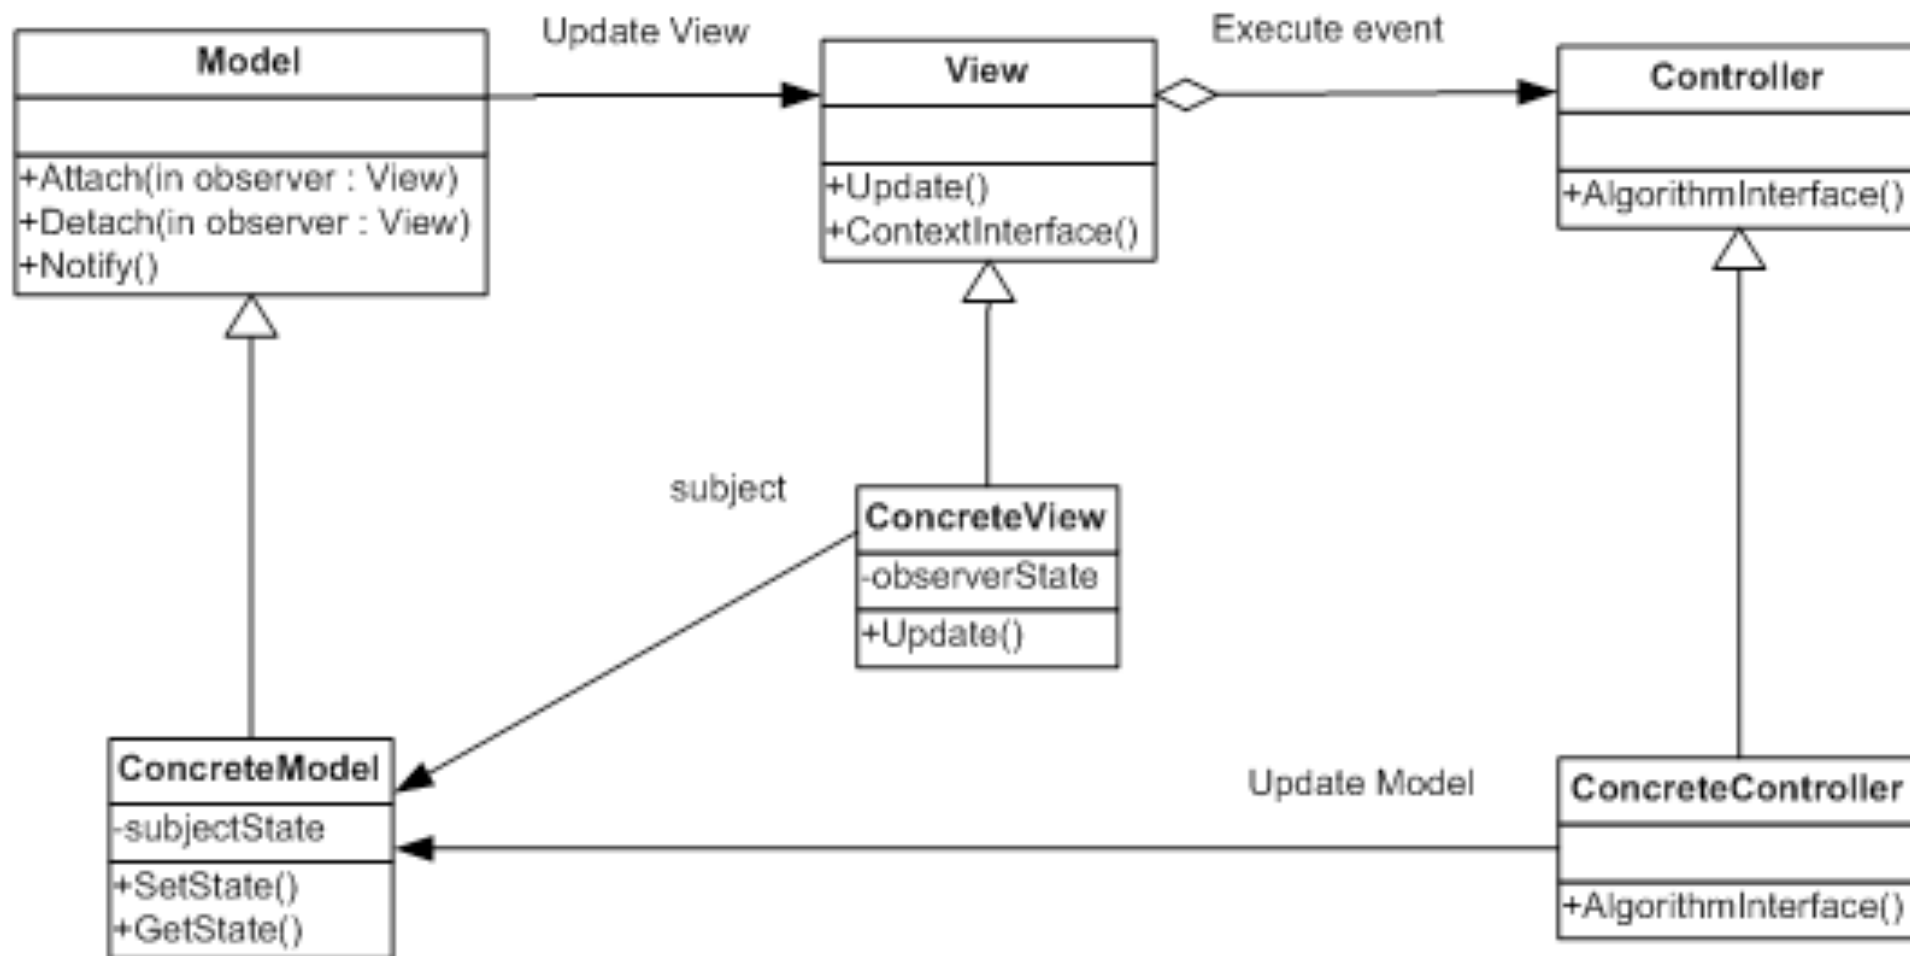 Update View
Execute event
Model
+Attach(in observer : View)
+Detach(in observer : View)
+Notify()
View
+Update()
+ContextInterface()
Controller
+AlgorithmInterface()
subject
ConcreteView
-observerState
+Update()
ConcreteModel
-subjectState
+SetState()
+GetState()
Update Model
ConcreteController
+AlgorithmInterface()